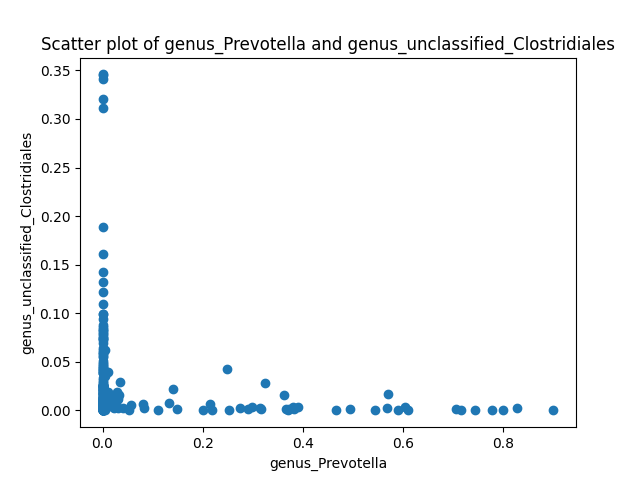 Scatter plot of genus_Prevotella and genus_unclassified_Clostridiales
0.35
0.30
0.25
0.20
0.15
0.10
0.05
0.00
genus_unclassified_Clostridiales
0.0 0.2 0.4 0.6 0.8
genus_Prevotella